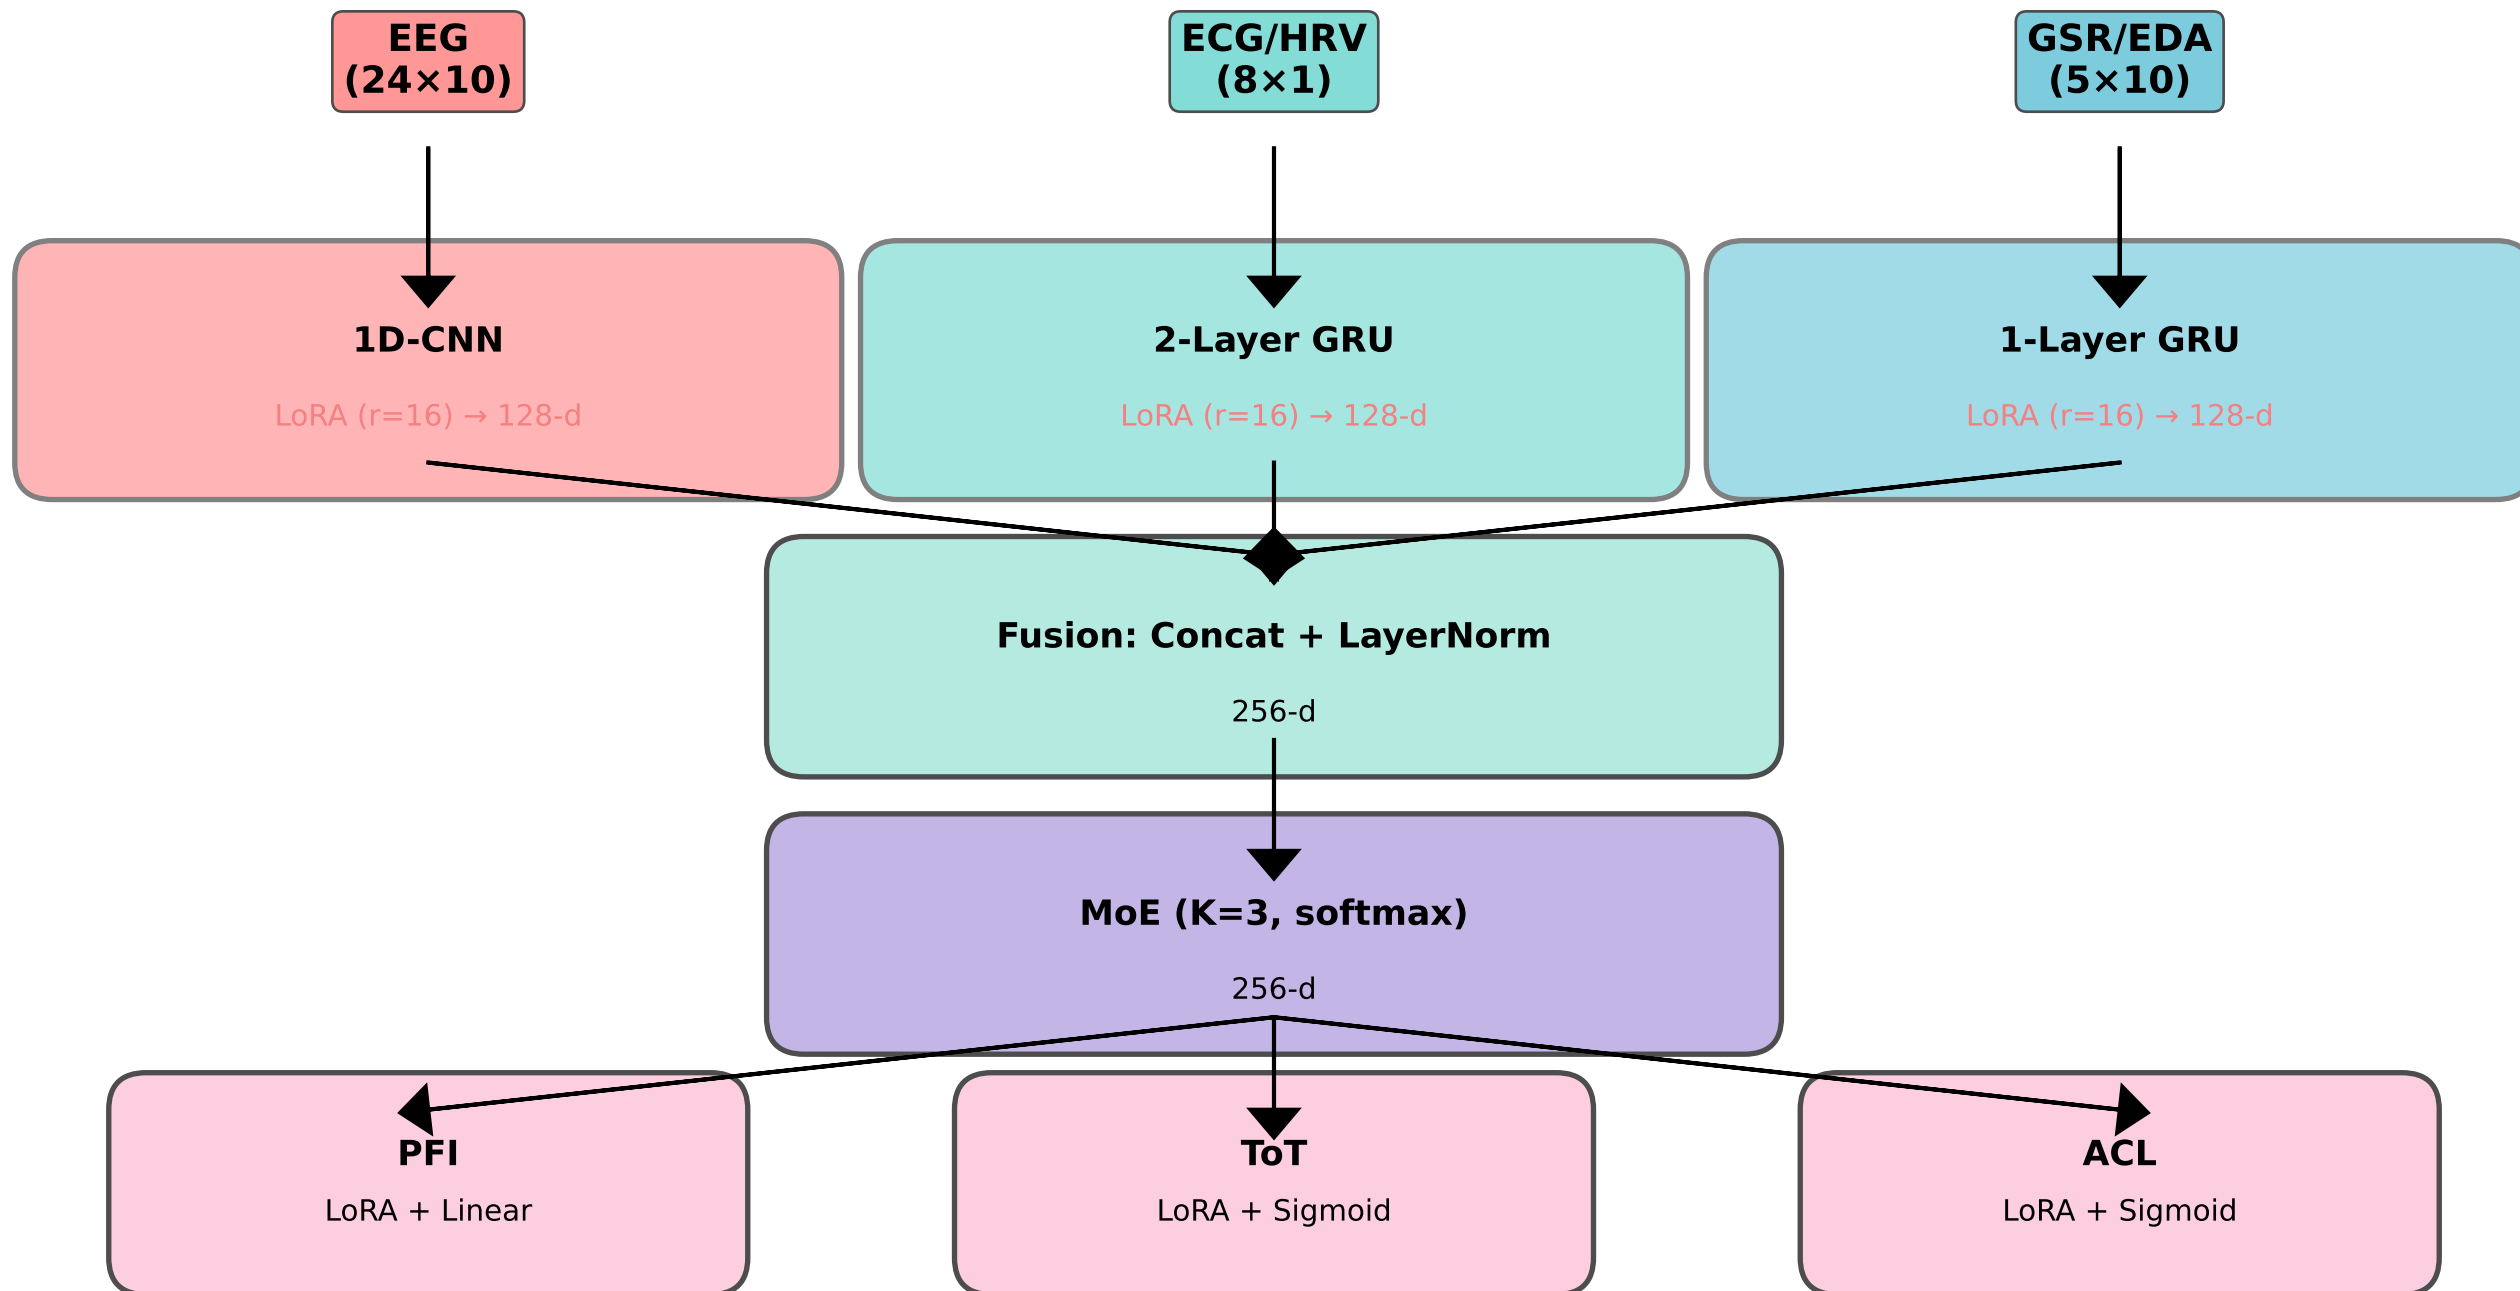 EEG
(24×10)
ECG/HRV
(8×1)
GSR/EDA
(5×10)
1D-CNN
LoRA (r=16) → 128-d
2-Layer GRU
LoRA (r=16) → 128-d
1-Layer GRU
LoRA (r=16) → 128-d
Fusion: Concat + LayerNorm
256-d
MoE (K=3, softmax)
256-d
PFI
LoRA + Linear
ToT
LoRA + Sigmoid
ACL
LoRA + Sigmoid